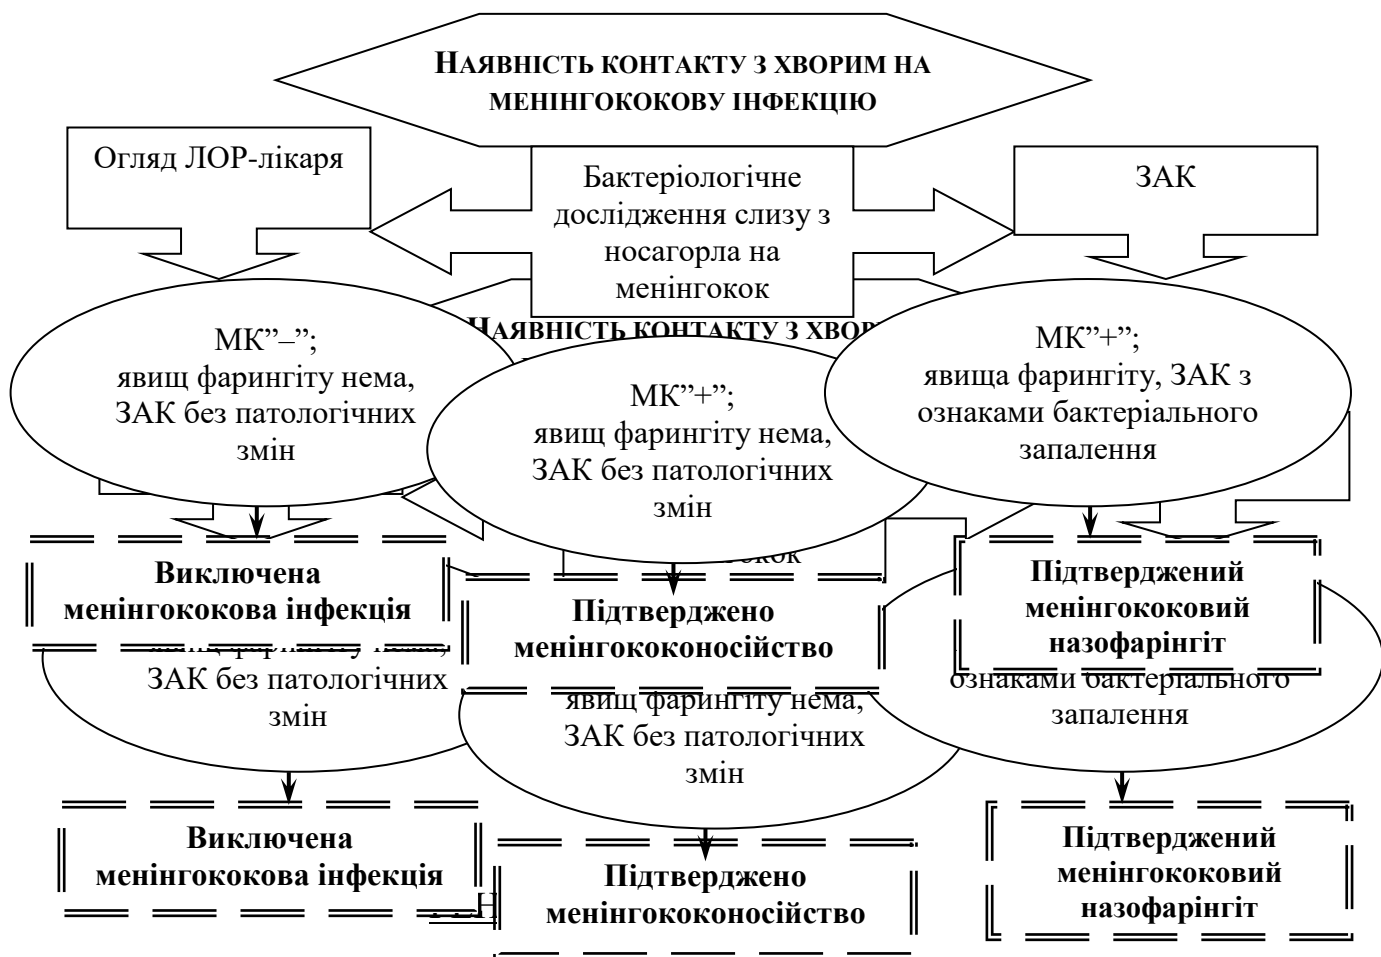 НАЯВНІСТЬ КОНТАКТУ З ХВОРИМ НА
МЕНІНГОКОКОВУ ІНФЕКЦІЮ
Огляд ЛОР-лікаря
Бактеріологічне
дослідження слизу з
носагорла на
менінгокок
ЗАК
НАЯВНІСТЬ КОНТАКТУ З ХВОР
МК”–”;
явищ фарингіту нема,
ЗАК без патологічних
змін
МК”+”;
явищ фарингіту нема,
ЗАК без патологічних
змін
МК”+”;
явища фарингіту, ЗАК з
ознаками бактеріального
запалення
Виключена
менінгококова інфекція
Підтверджено
менінгококоносійство
Підтверджений
менінгококовий
назофарінгіт
ЗАК без патологічних
змін
явищ фарингіту нема,
ЗАК без патологічних
змін
ознаками бактеріального
запалення
Виключена
менінгококова інфекція
Підтверджено
менінгококоносійство
Підтверджений
менінгококовий
назофарінгіт